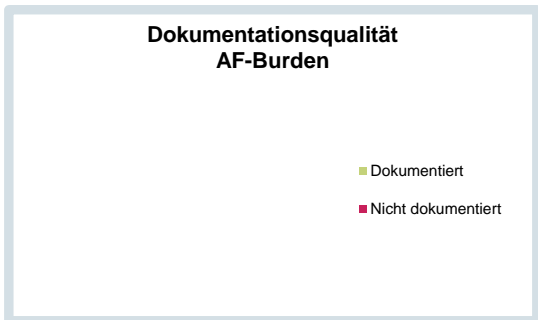 Dokumentationsqualität
AF-Burden
Dokumentiert
Nicht dokumentiert